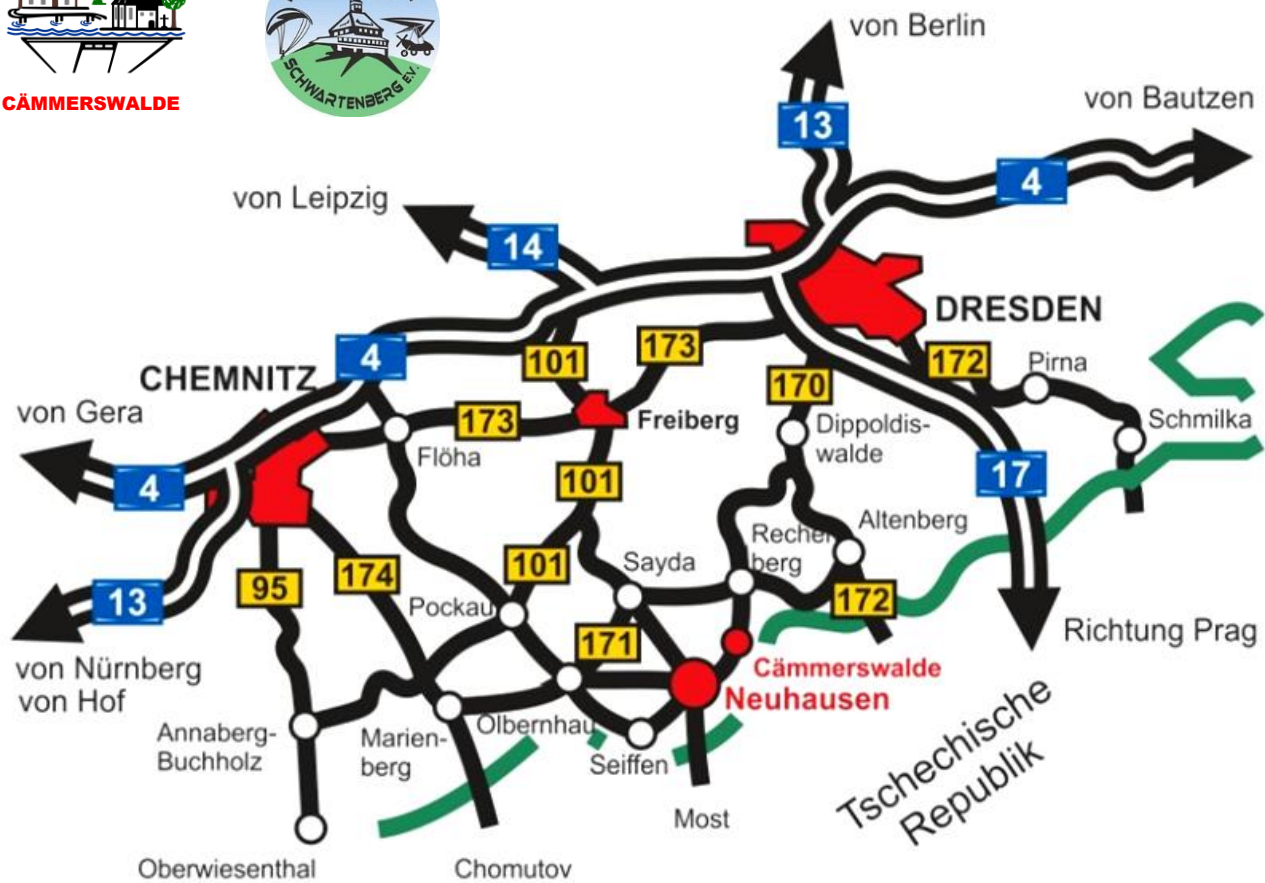 CÄMMERSWALDE
SCHWARTENBERG E.V.
von Berlin
von Bautzen
13
4
von Leipzig
14
DRESDEN
4
101
173
172
Pirna
CHEMNITZ
170
von Gera
173
Freiberg
Dippoldis-
walde
Schmilka
Flöha
4
101
17
Altenberg
Recher
berg
101
Sayda
95
174
172
13
Pockau
171
Richtung Prag
von Nürnberg
von Hof
Cämmerswalde
Neuhausen
Annaberg-
Buchholz
Marien-
berg
Olbernhau
Seiffen
Tschechische
Republik
Most
Oberwiesenthal
Chomutov